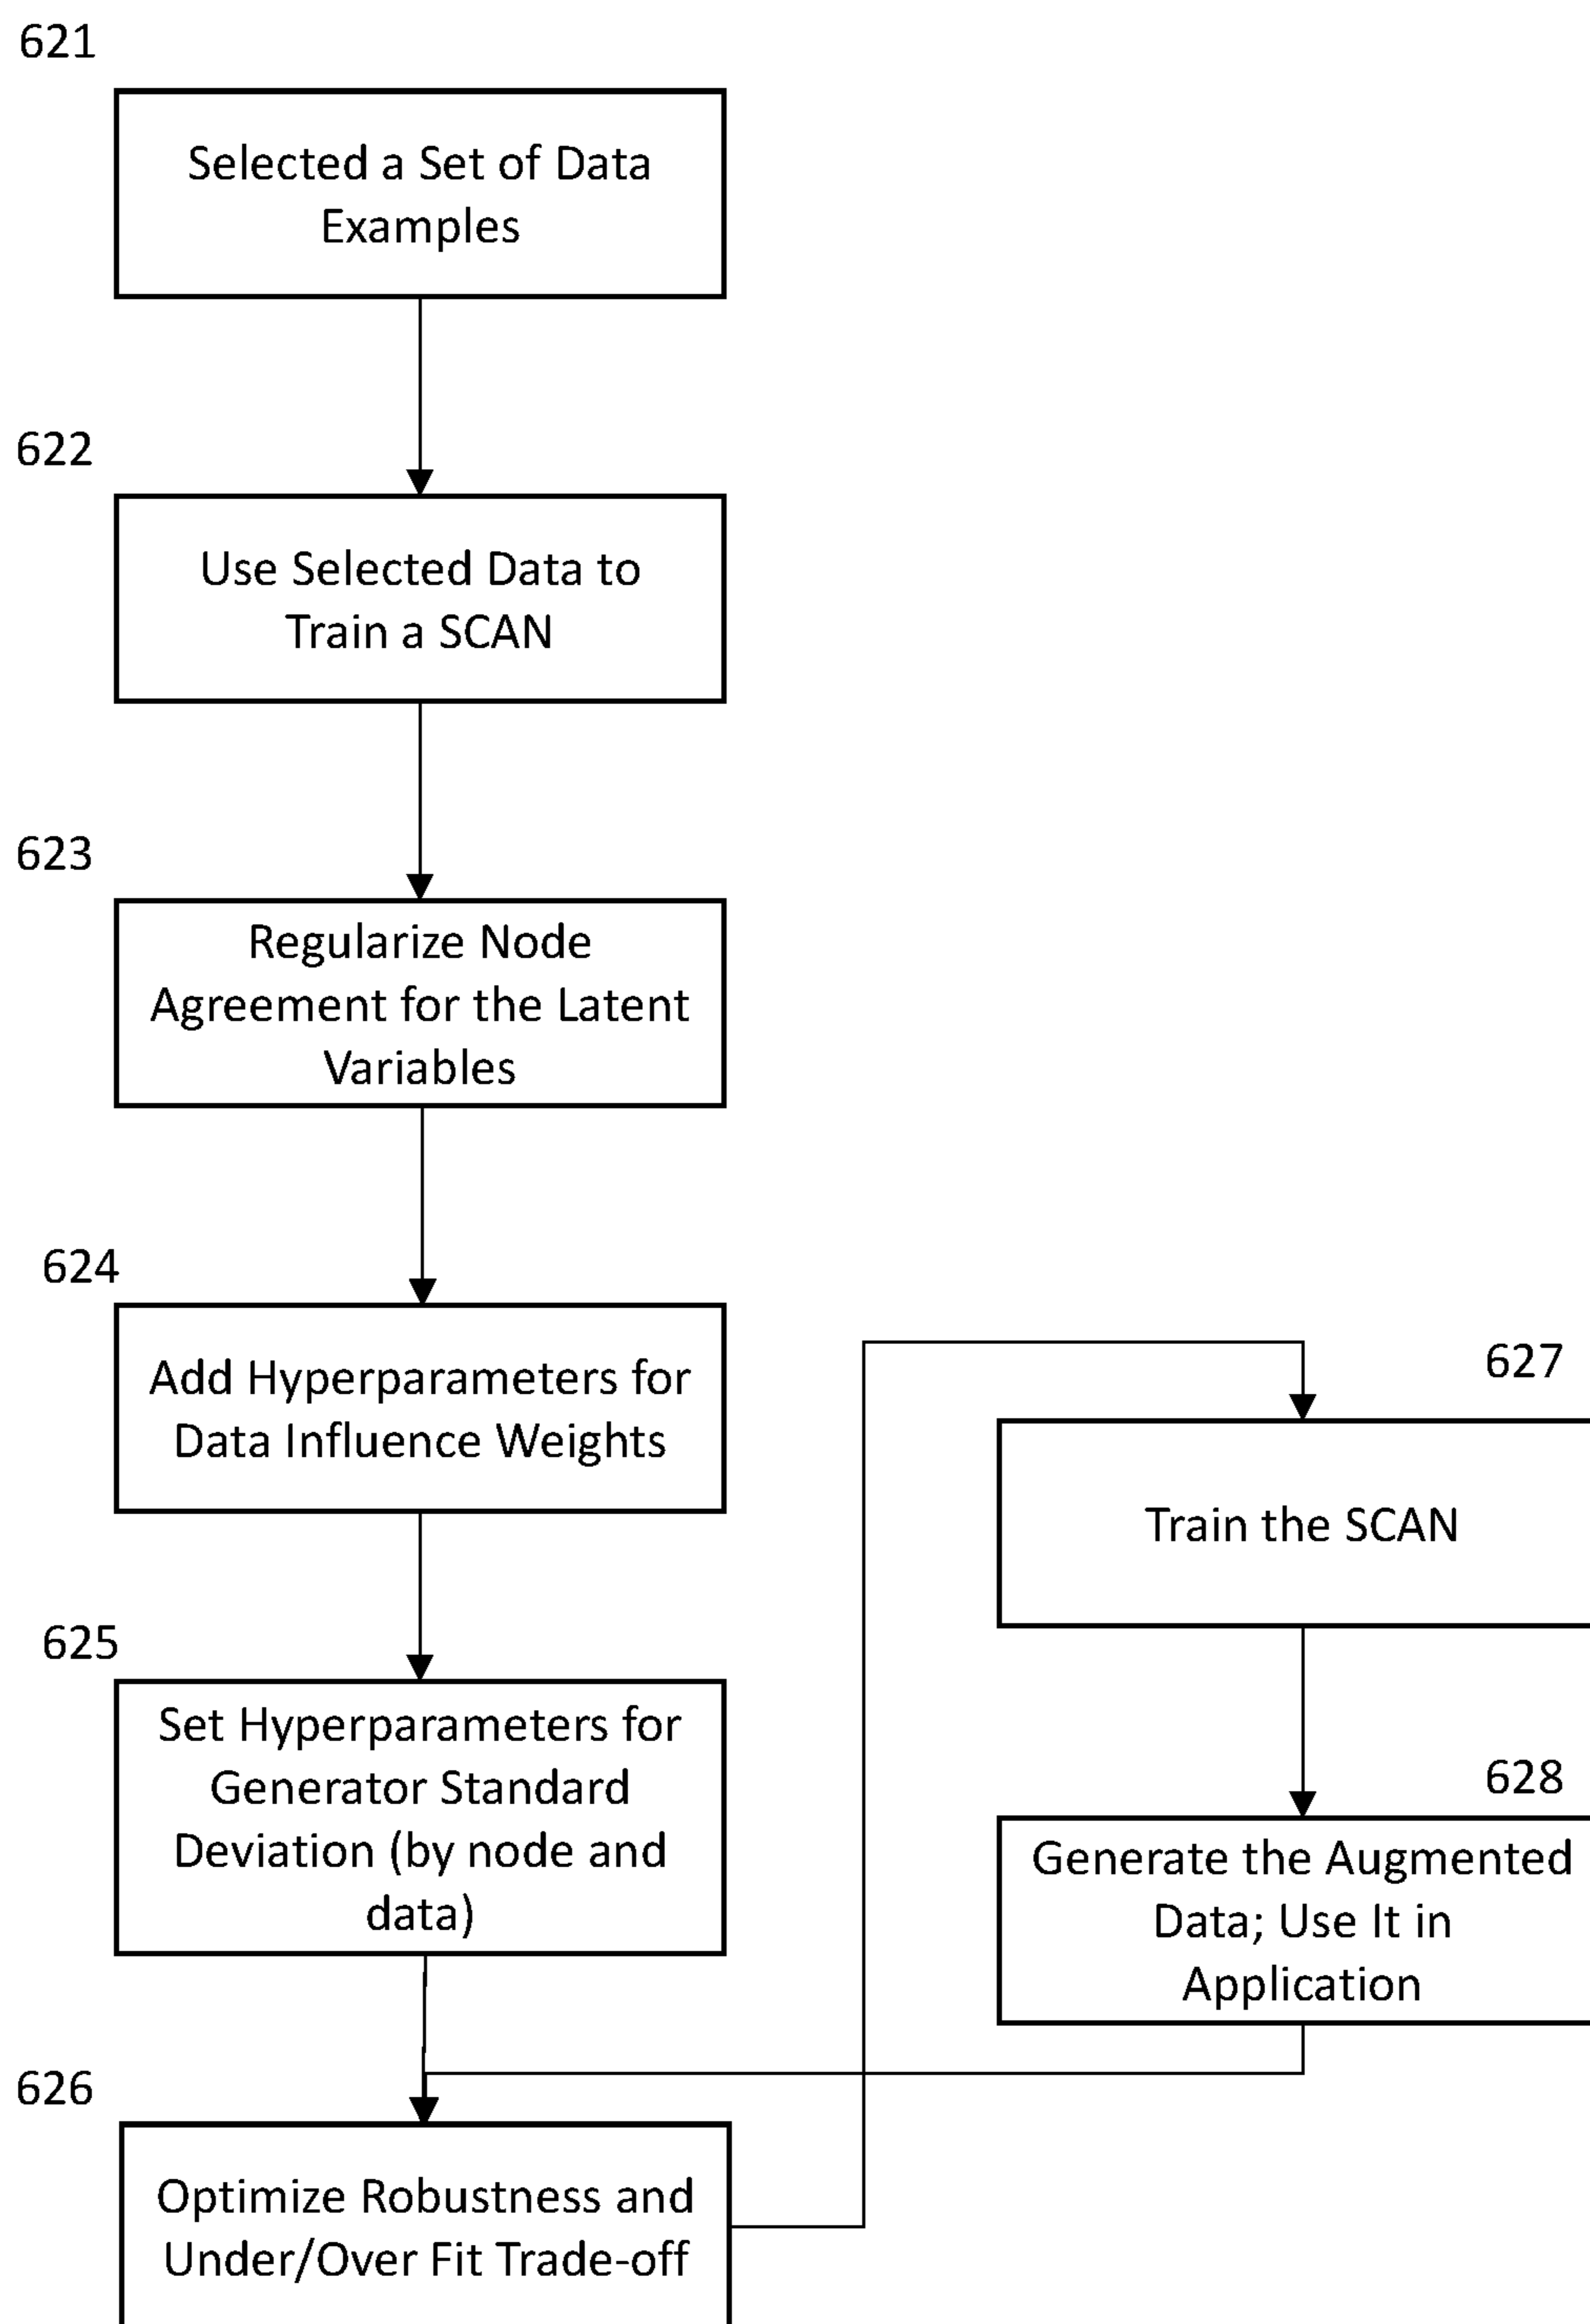 621
Selected a Set of Data
Examples
622
Use Selected Data to
Train a SCAN
623
Regularize Node
Agreement for the Latent
Variables
624
Add Hyperparameters for
Data Influence Weights
625
Set Hyperparameters for
Generator Standard
Deviation (by node and
data)
626
Optimize Robustness and
Under/Over Fit Trade-off
627
Train the SCAN
628
Generate the Augmented
Data; Use It in
Application